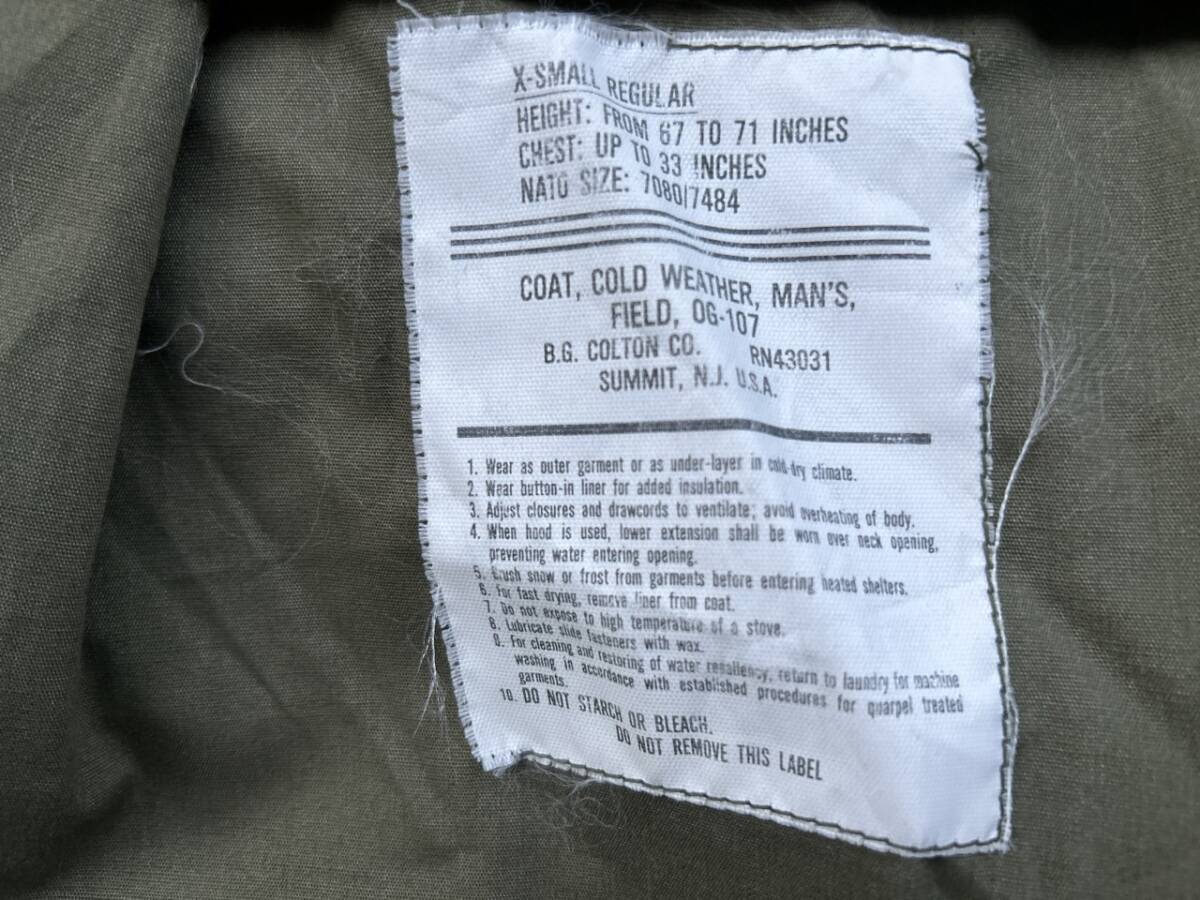 X-SMALL REGULAR
HEIGHT: FROM 67 TO 71 INCHES
CHEST: UP TO 33 INCHES
NATO SIZE: 7080/7484
COAT, COLD WEATHER, MAN'S,
FIELD, OG-107
B.G. COLTON CO. RN43031
SUMMIT, N.J. U.S.A.
1. Wear as outer garment or as under-layer in cold-dry climate.
2. Wear button-in liner for added insulation.
3. Adjust closures and drawcords to ventilate; avoid overheating of body.
4. When hood is used, lower extension shall be worn over neck opening,
preventing water entering opening.
5. Brush snow or frost from garments before entering heated shelters.
6. For fast drying, remove liner from coat.
7. Do not expose to high temperature of a stove.
8. Lubricate slide fasteners with wax.
9. For cleaning and restoring of water repellency, return to laundry for machine
washing in accordance with established procedures for quarpel treated
garments.
10. DO NOT STARCH OR BLEACH.
DO NOT REMOVE THIS LABEL